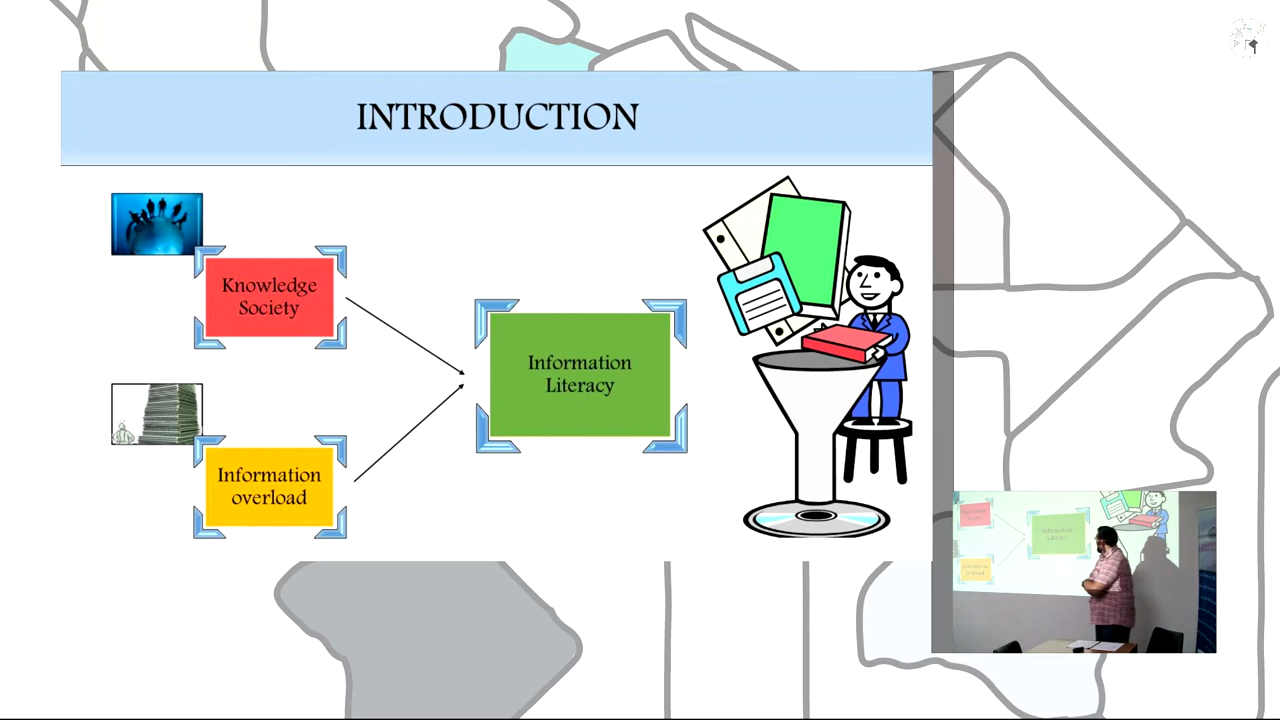 INTRODUCTION
Knowledge
Society
Information
Literacy
Information
overload